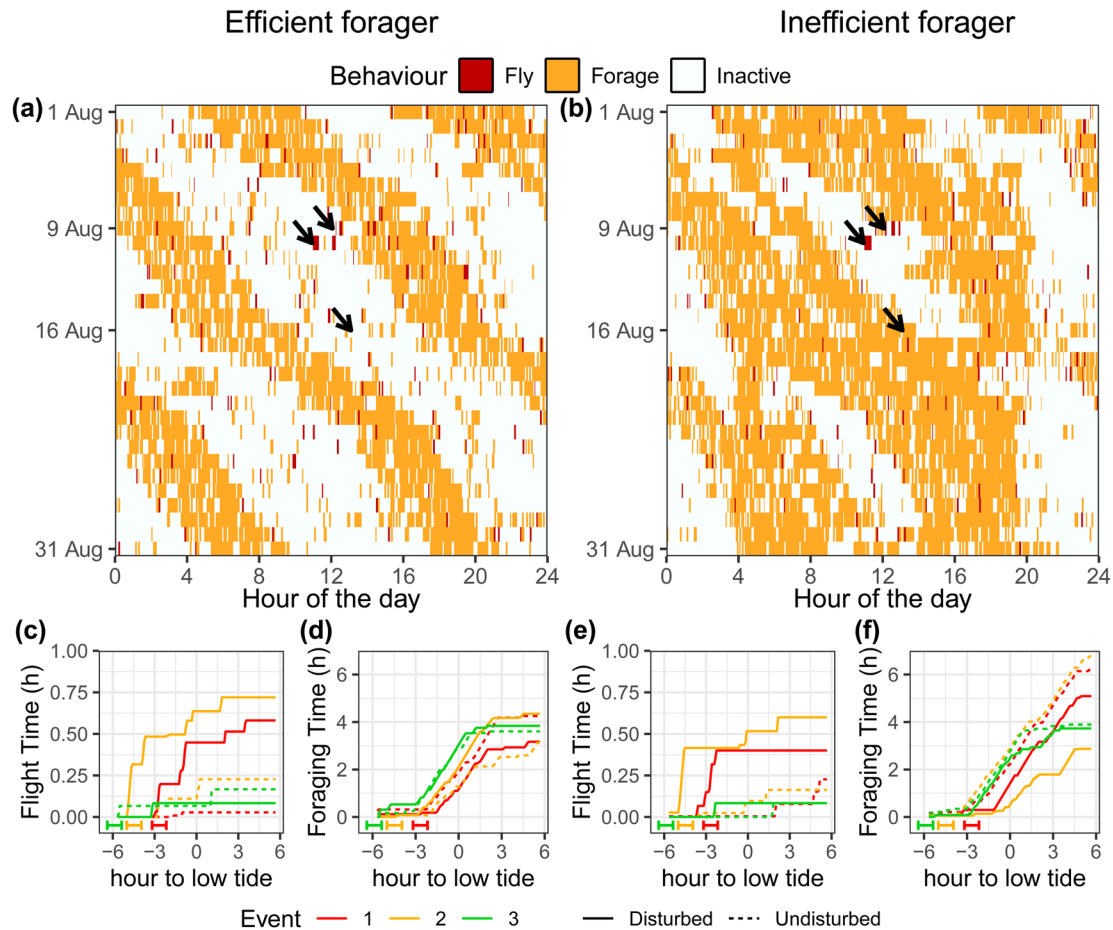 Efficient forager Inefficient forager
Behaviour Fly Forage Inactive
(a) (b)
1 Aug 1 Aug
9 Aug 9 Aug
16 Aug 16 Aug
31 Aug 31 Aug
0 4 8 12 16 20 24 0 4 8 12 16 20 24
Hour of the day Hour of the day
(c) (d) (e) (f)
Flight Time (h) Foraging Time (h) Flight Time (h) Foraging Time (h)
1.00 6 1.00 6
0.75 4 0.75 4
0.50 0.50
0.25 2 0.25 2
0.00 0 0.00 0
−6 −3 0 3 6 −6 −3 0 3 6 −6 −3 0 3 6 −6 −3 0 3 6
hour to low tide hour to low tide hour to low tide hour to low tide
Event 1 2 3 Disturbed Undisturbed